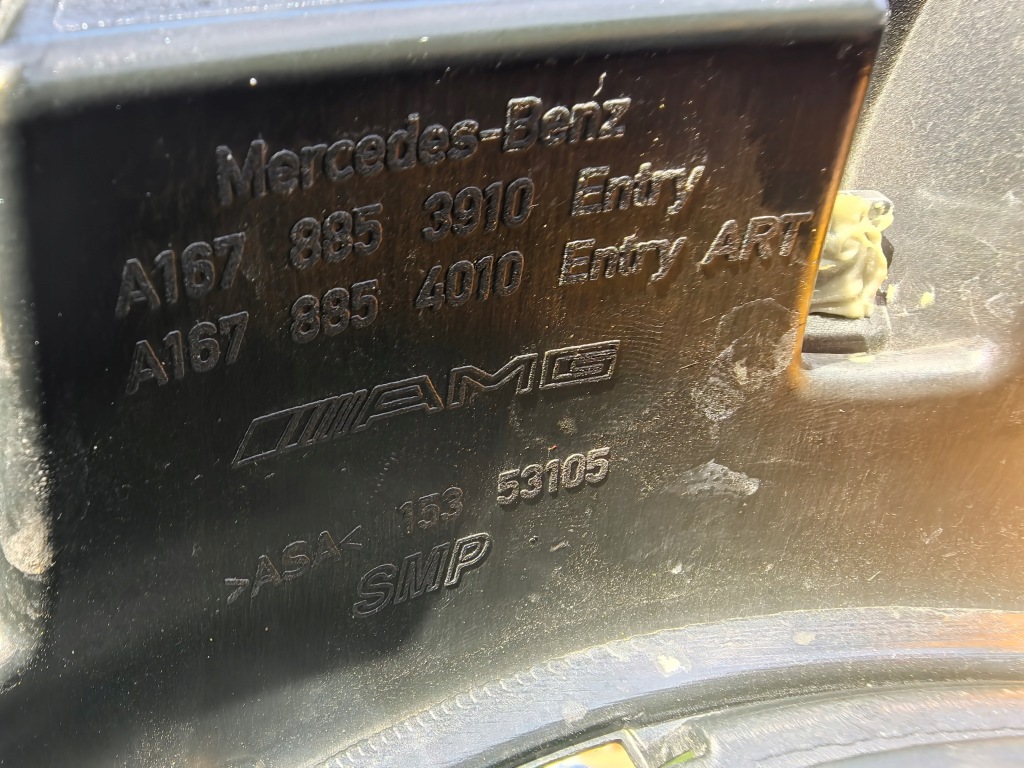 Mercedes-Benz
A167 885 3910 Entry
A167 885 4010 Entry ART
AMG
153 53105
>ASA<
SMP